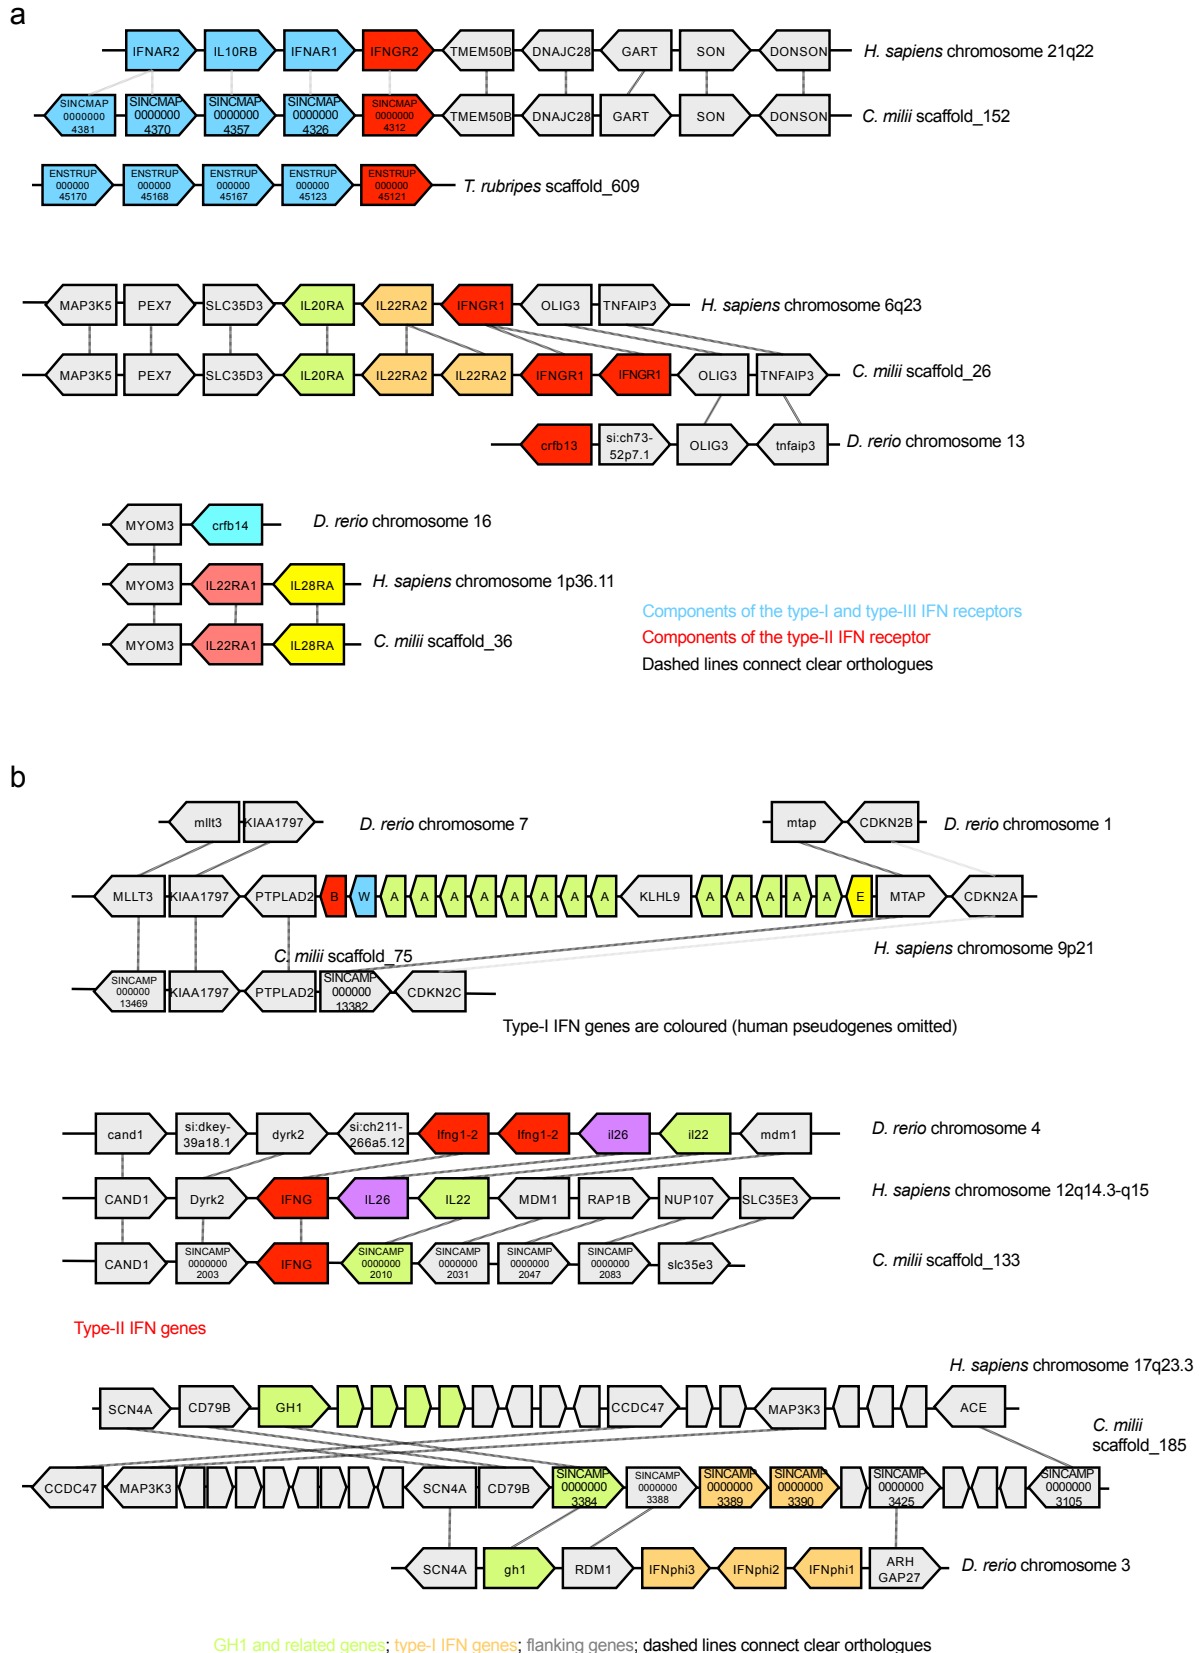 a
IFNAR2 IL10RB IFNAR1 IFNGR2 TMEM50B DNAJC28 GART SON DONSON H. sapiens chromosome 21q22
SINCMAP 0000000 4381 SINCMAP 0000000 4370 SINCMAP 0000000 4357 SINCMAP 0000000 4326 SINCMAP 0000000 4312 TMEM50B DNAJC28 GART SON DONSON C. milii scaffold_152
ENSTRUP 000000 45170 ENSTRUP 000000 45168 ENSTRUP 000000 45167 ENSTRUP 000000 45123 ENSTRUP 000000 45121 T. rubripes scaffold_609
MAP3K5 PEX7 SLC35D3 IL20RA IL22RA2 IFNGR1 OLIG3 TNFAIP3 H. sapiens chromosome 6q23
MAP3K5 PEX7 SLC35D3 IL20RA IL22RA2 IL22RA2 IFNGR1 IFNGR1 OLIG3 TNFAIP3 C. milii scaffold_26
crfb13 si:ch73-52p7.1 OLIG3 tnfaip3 D. rerio chromosome 13
MYOM3 crfb14 D. rerio chromosome 16
MYOM3 IL22RA1 IL28RA H. sapiens chromosome 1p36.11
MYOM3 IL22RA1 IL28RA C. milii scaffold_36
Components of the type-I and type-III IFN receptors
Components of the type-II IFN receptor
Dashed lines connect clear orthologues
b
mllt3 KIAA1797 D. rerio chromosome 7 mtap CDKN2B D. rerio chromosome 1
MLLT3 KIAA1797 PTPLAD2 B W A A A A A A A A KLHL9 A A A A A E MTAP CDKN2A
H. sapiens chromosome 9p21
C. milii scaffold_75
SINCAMP 000000 13469 KIAA1797 PTPLAD2 SINCAMP 000000 13382 CDKN2C
Type-I IFN genes are coloured (human pseudogenes omitted)
cand1 si:dkey-39a18.1 dyrk2 si:ch211-266a5.12 Ifng1-2 Ifng1-2 il26 il22 mdm1 D. rerio chromosome 4
CAND1 Dyrk2 IFNG IL26 IL22 MDM1 RAP1B NUP107 SLC35E3 H. sapiens chromosome 12q14.3-q15
CAND1 SINCAMP 0000000 2003 IFNG SINCAMP 0000000 2010 SINCAMP 0000000 2031 SINCAMP 0000000 2047 SINCAMP 0000000 2083 slc35e3 C. milii scaffold_133
Type-II IFN genes
H. sapiens chromosome 17q23.3
SCN4A CD79B GH1 CCDC47 MAP3K3 ACE
C. milii
scaffold_185
CCDC47 MAP3K3 SCN4A CD79B SINCAMP 0000000 3384 SINCAMP 0000000 3388 SINCAMP 0000000 3389 SINCAMP 0000000 3390 SINCAMP 0000000 3425 SINCAMP 0000000 3105
SCN4A gh1 RDM1 IFNphi3 IFNphi2 IFNphi1 ARH GAP27 D. rerio chromosome 3
GH1 and related genes; type-I IFN genes; flanking genes; dashed lines connect clear orthologues